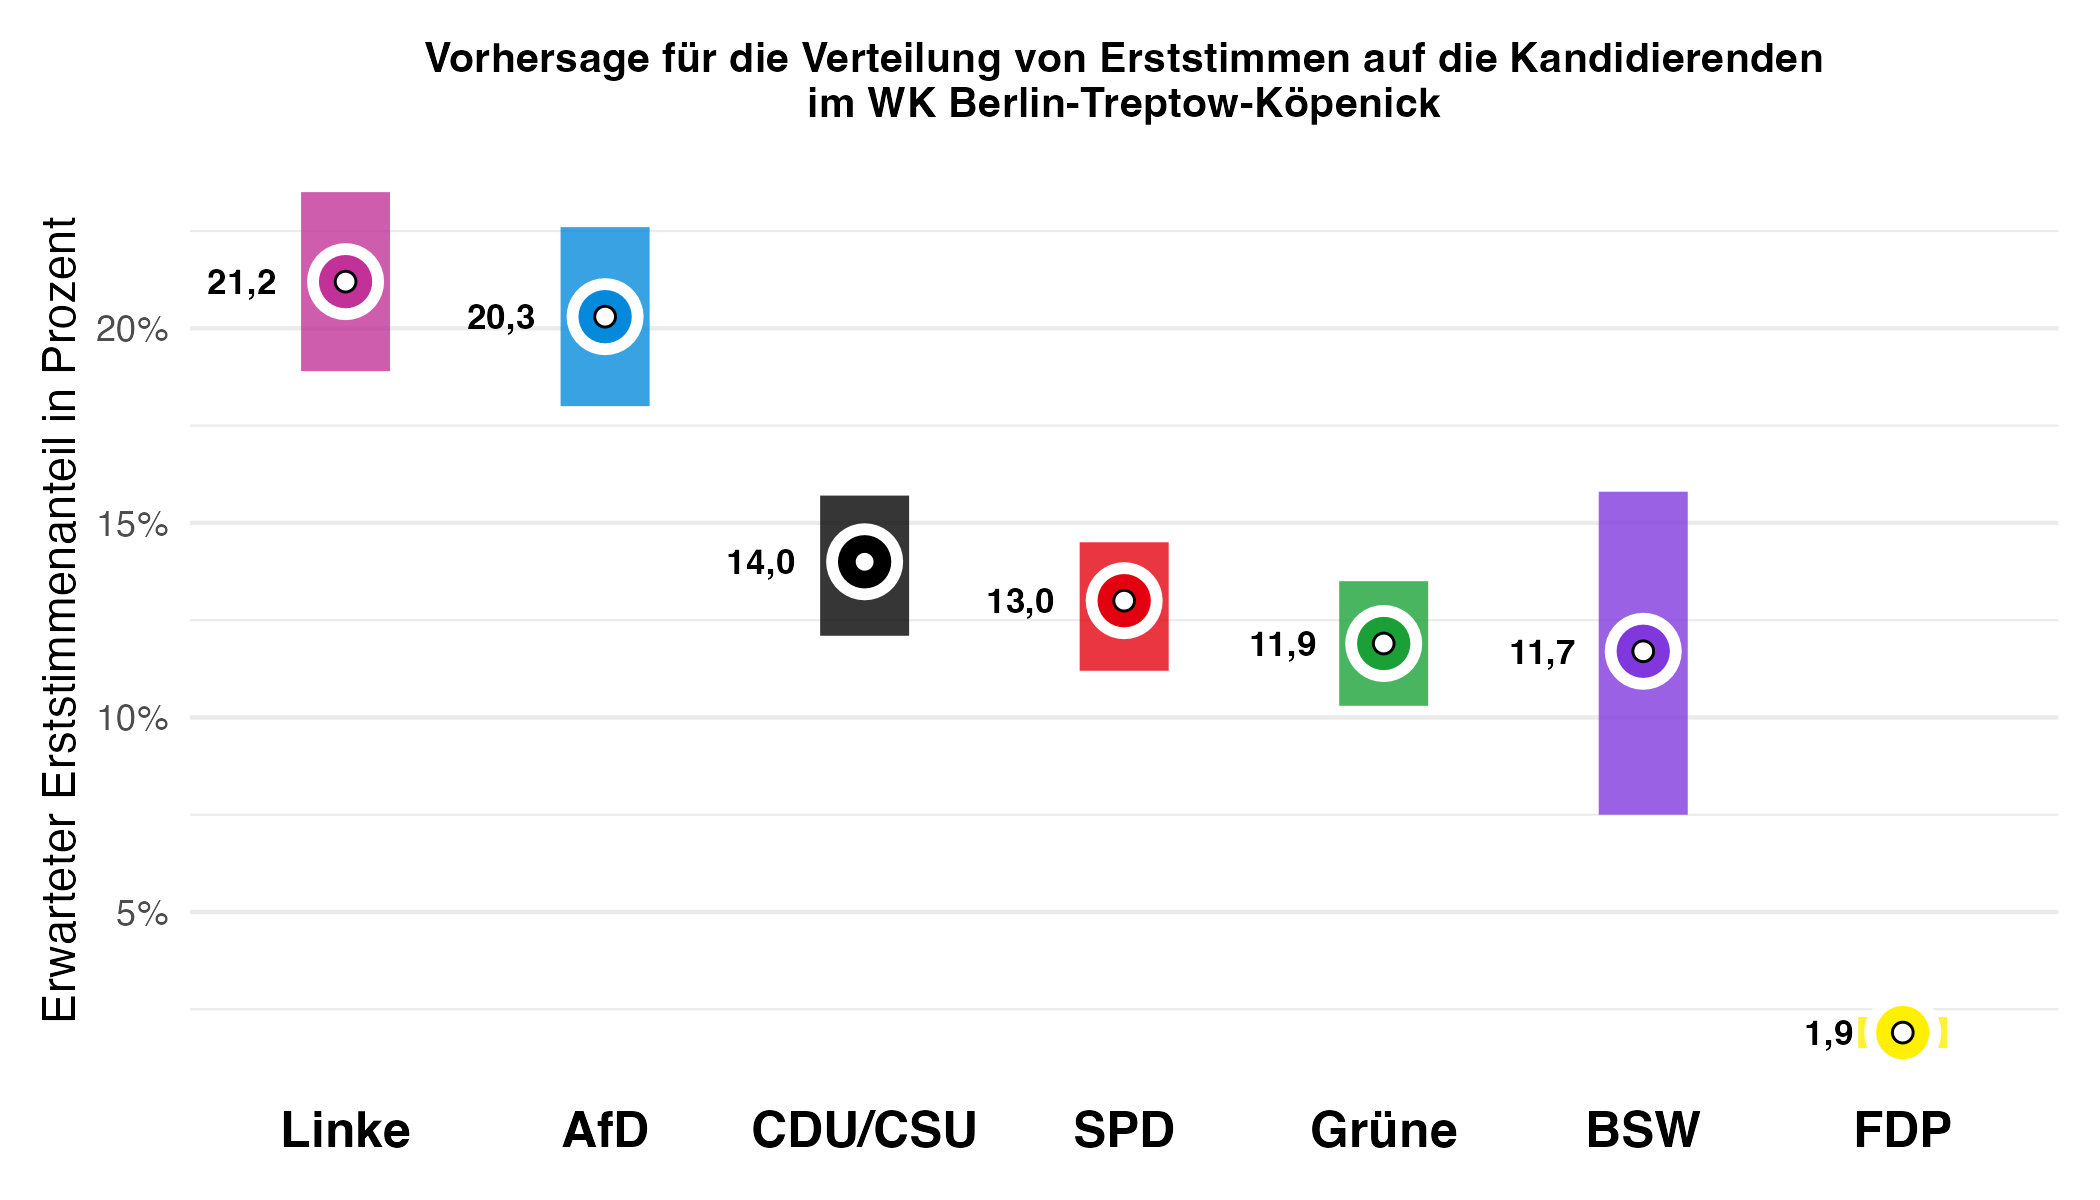 Vorhersage für die Verteilung von Erststimmen auf die Kandidierenden
im WK Berlin-Treptow-Köpenick
Erwarteter Erststimmenanteil in Prozent
20%
15%
10%
5%
21,2
20,3
14,0
13,0
11,9
11,7
1,9
Linke
AfD
CDU/CSU
SPD
Grüne
BSW
FDP